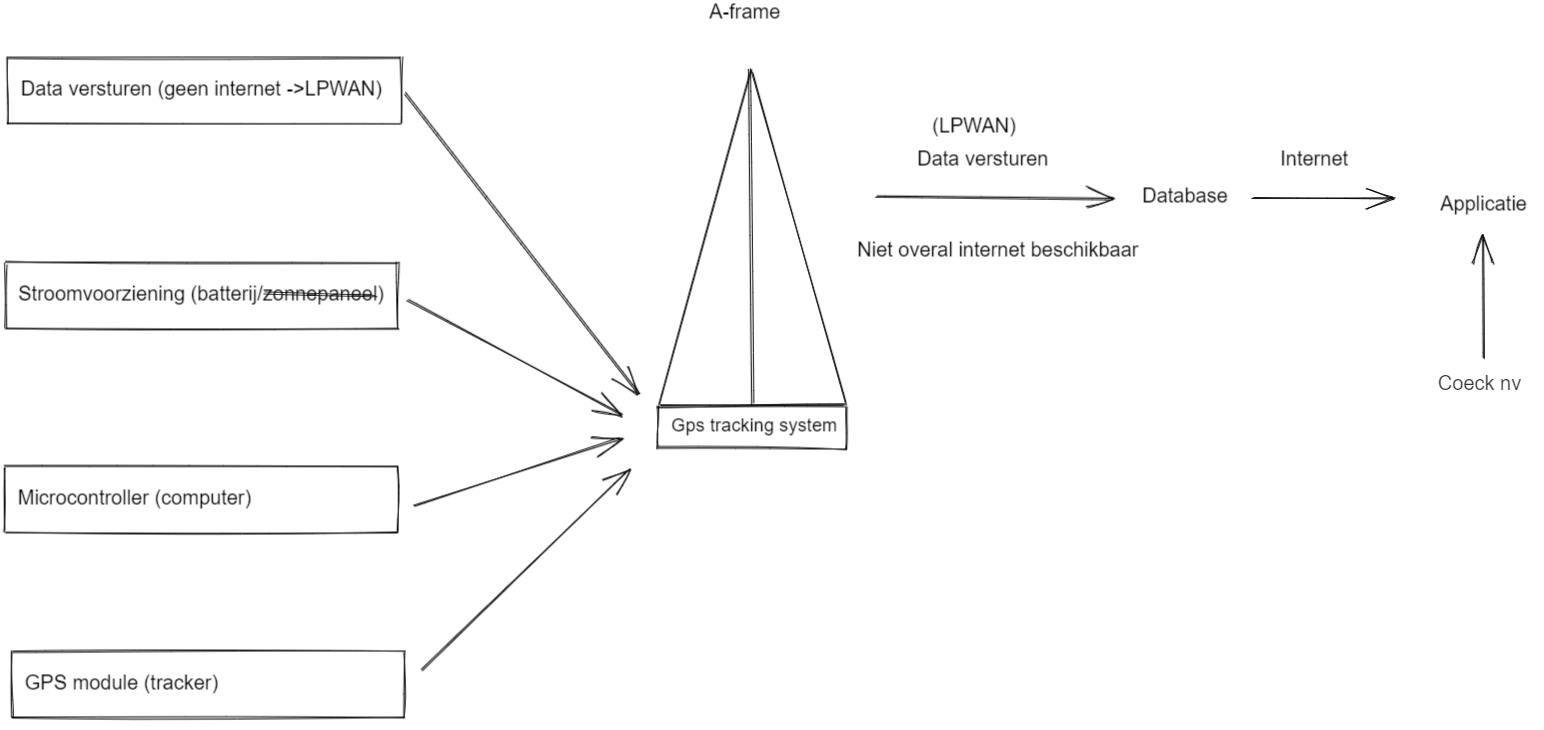 A-frame
Data versturen (geen internet ->LPWAN)
(LPWAN)
Data versturen
Internet
Database
Applicatie
Niet overal internet beschikbaar
Stroomvoorziening (batterij/zonnepaneel)
Coeck nv
Gps tracking system
Microcontroller (computer)
GPS module (tracker)